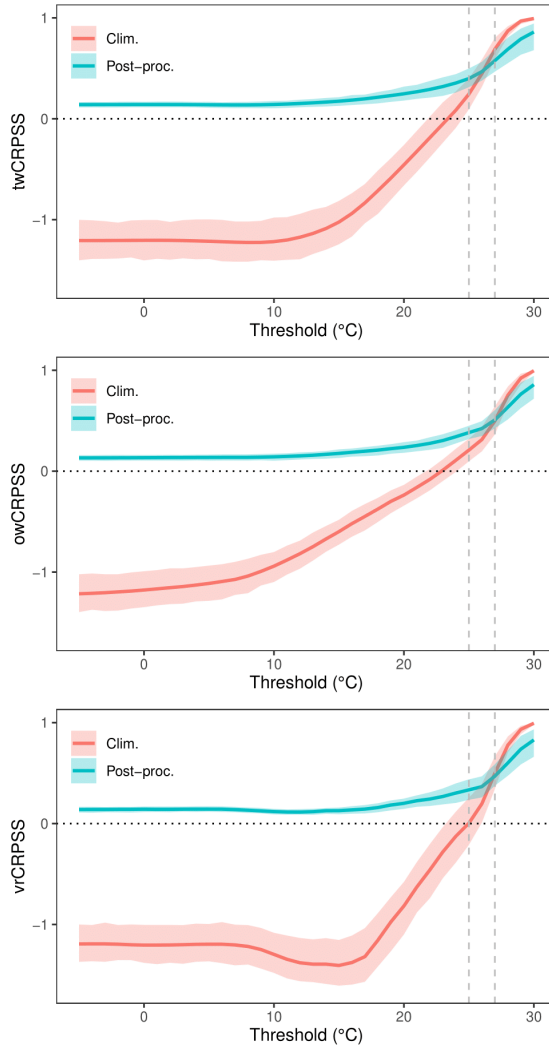 twCRPSS
1
0
−1
Clim.
Post−proc.
0 10 20 30
Threshold (°C)
owCRPSS
1
0
−1
Clim.
Post−proc.
0 10 20 30
Threshold (°C)
vrCRPSS
1
0
−1
Clim.
Post−proc.
0 10 20 30
Threshold (°C)